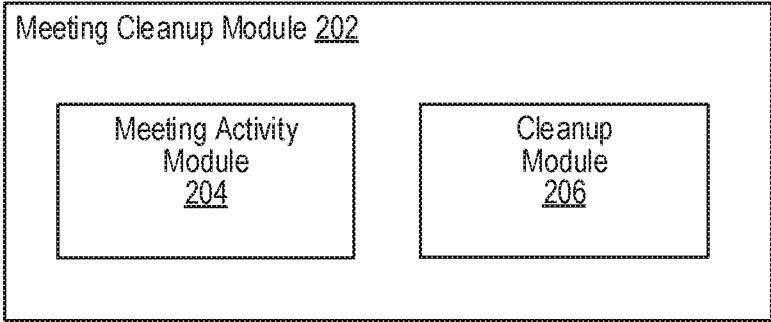 Meeting Cleanup Module 202
Meeting Activity
Module
204
Cleanup
Module
206